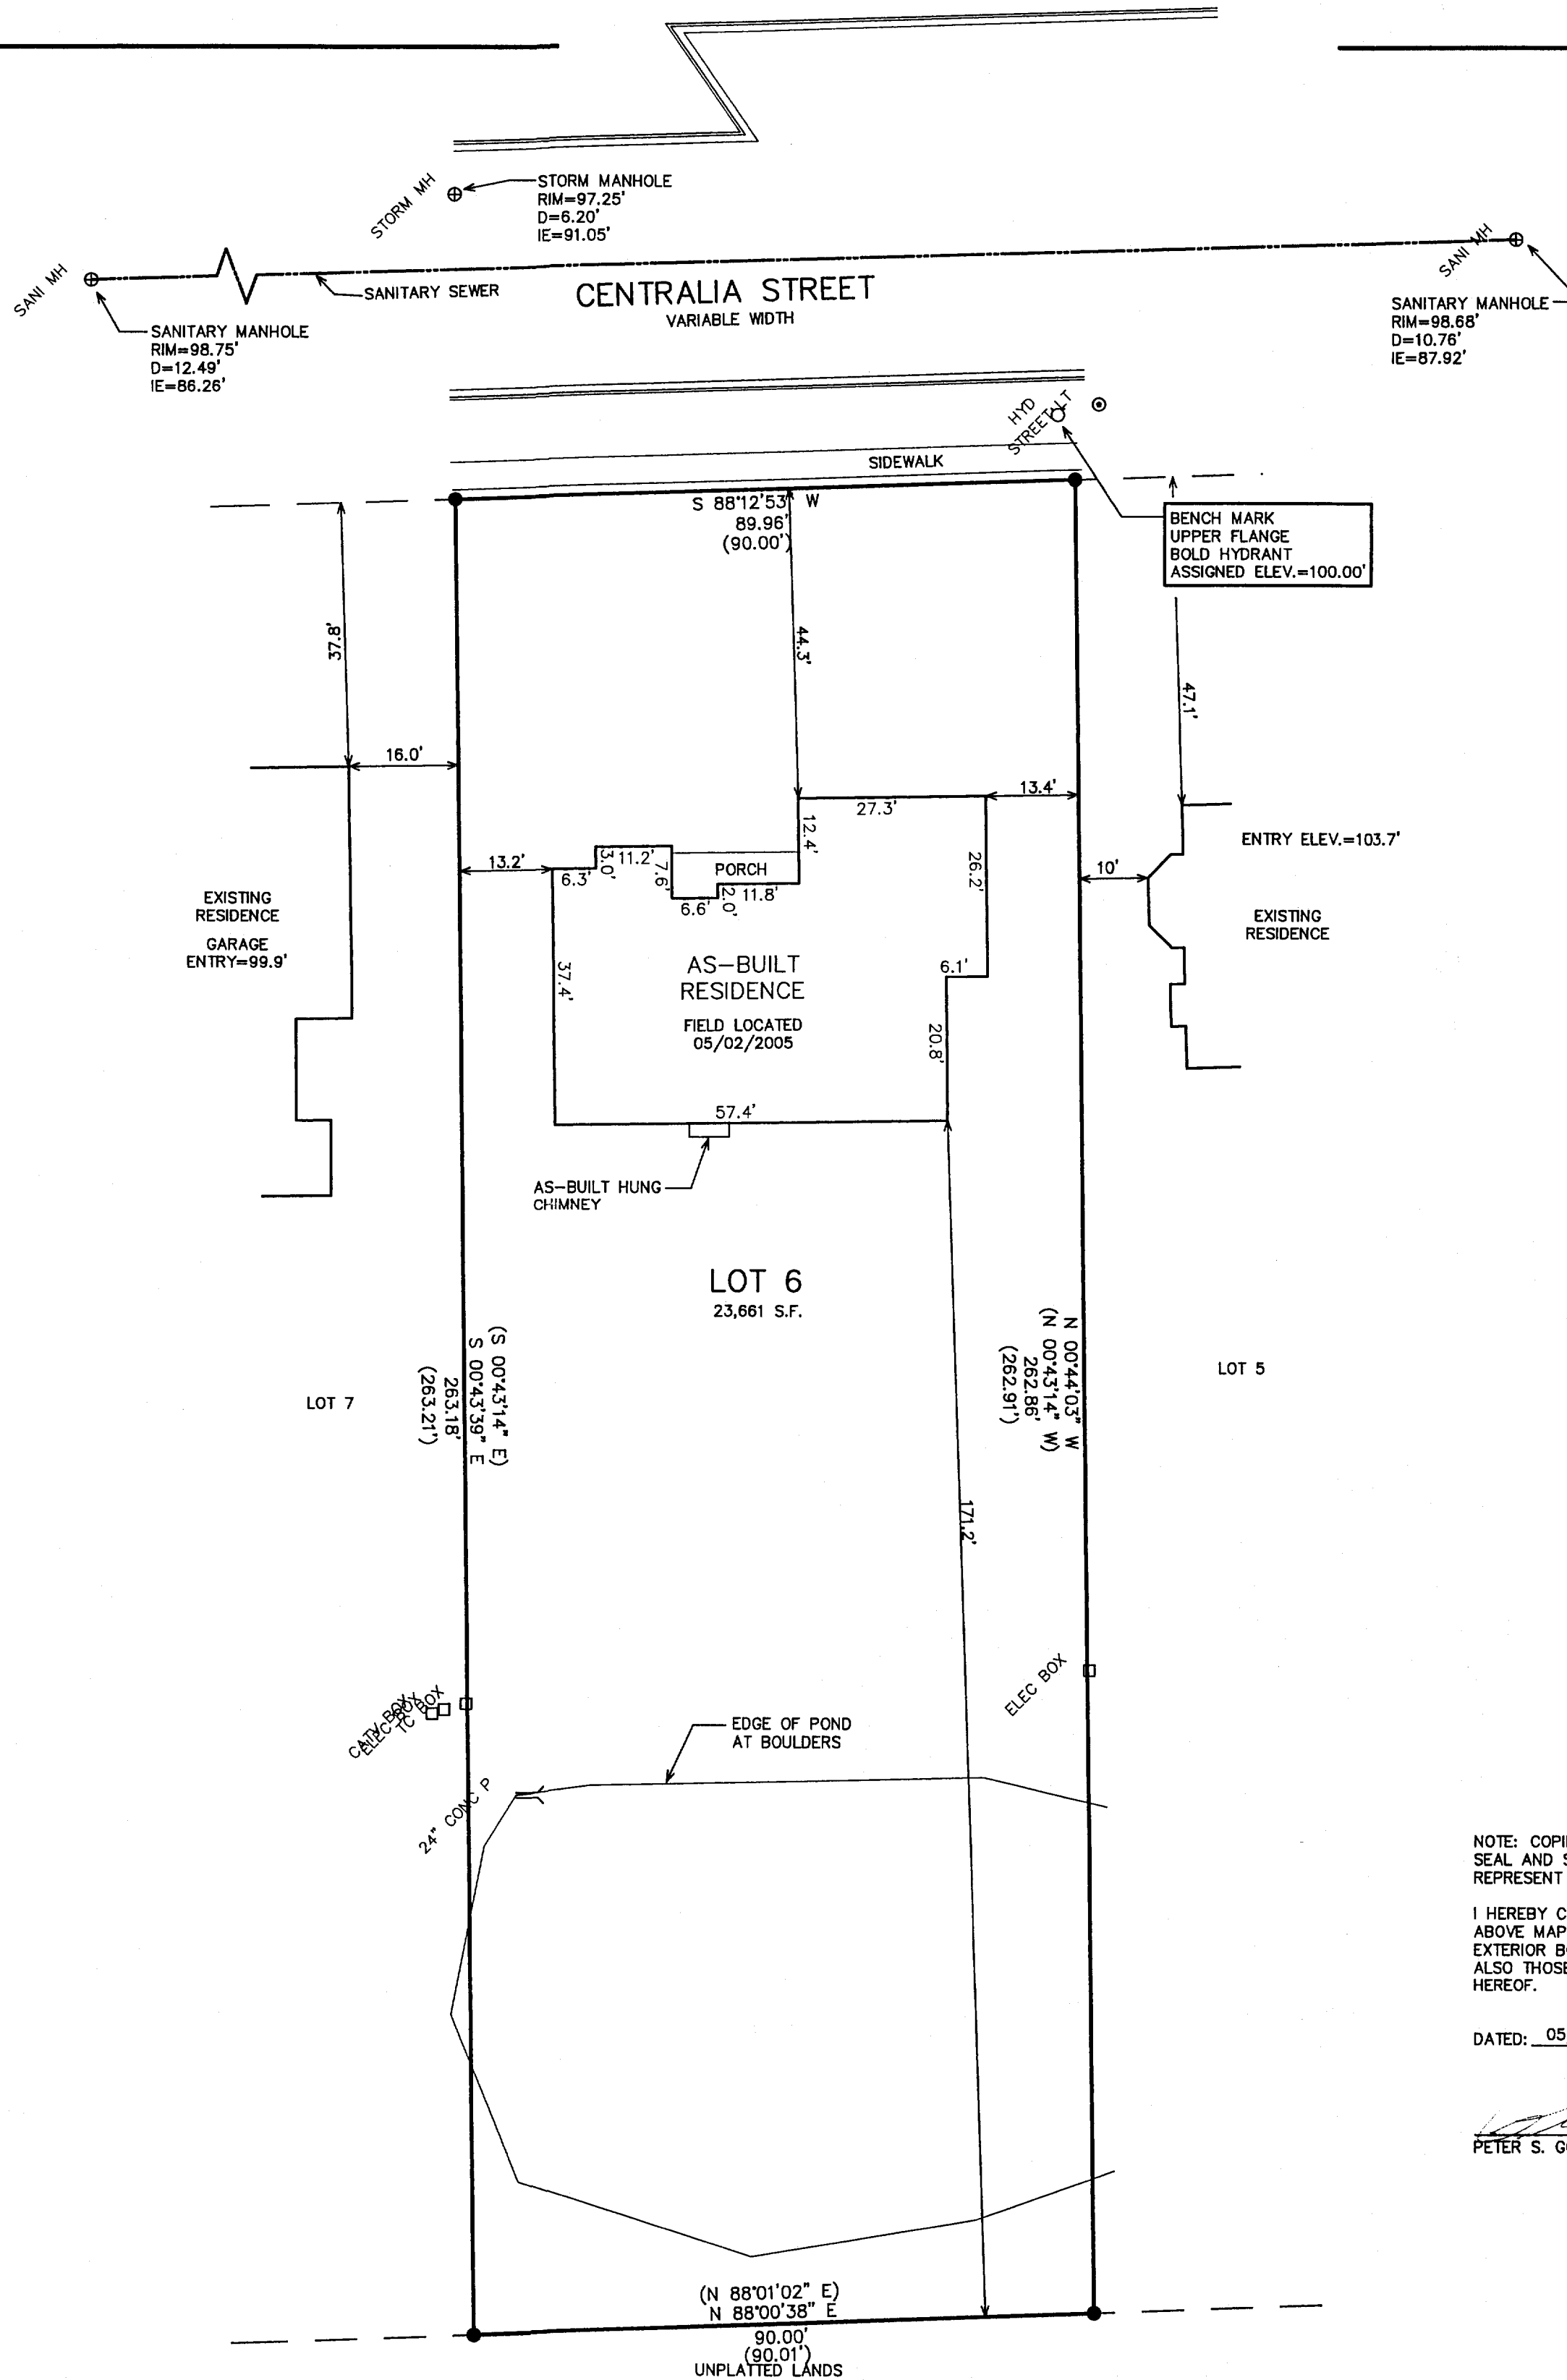 STORM MH
STORM MANHOLE
RIM=97.25'
D=6.20'
IE=91.05'
SANI MH
SANITARY SEWER
CENTRALIA STREET
VARIABLE WIDTH
SANI MH
SANITARY MANHOLE
RIM=98.75'
D=12.49'
IE=86.26'
SANITARY MANHOLE
RIM=98.68'
D=10.76'
IE=87.92'
HYD
STREET LT
SIDEWALK
S 88°12'53" W
89.96'
(90.00')
BENCH MARK
UPPER FLANGE
BOLD HYDRANT
ASSIGNED ELEV.=100.00'
37.8'
44.3'
47.1'
16.0'
13.4'
27.3'
12.4'
ENTRY ELEV.=103.7'
13.2'
6.3'
3.0'
11.2'
7.6'
PORCH
26.2'
10'
6.6'
2.0'
11.8'
EXISTING
RESIDENCE
GARAGE
ENTRY=99.9'
EXISTING
RESIDENCE
AS-BUILT
RESIDENCE
FIELD LOCATED
05/02/2005
37.4'
6.1'
20.8'
57.4'
AS-BUILT HUNG
CHIMNEY
LOT 6
23,661 S.F.
(S 00°43'14" E)
S 00°43'39" E
263.18'
(263.21')
N 00°44'03" W
(N 00°43'14" W)
262.86'
(262.91')
LOT 7
LOT 5
171.2'
CATV BOX
ELEC BOX
TC BOX
ELEC BOX
EDGE OF POND
AT BOULDERS
24" CONC P
NOTE: COPI
SEAL AND S
REPRESENT
I HEREBY C
ABOVE MAP
EXTERIOR B
ALSO THOSE
HEREOF.
DATED: 05
PETER S. G
(N 88°01'02" E)
N 88°00'38" E
90.00'
(90.01')
UNPLATTED LANDS